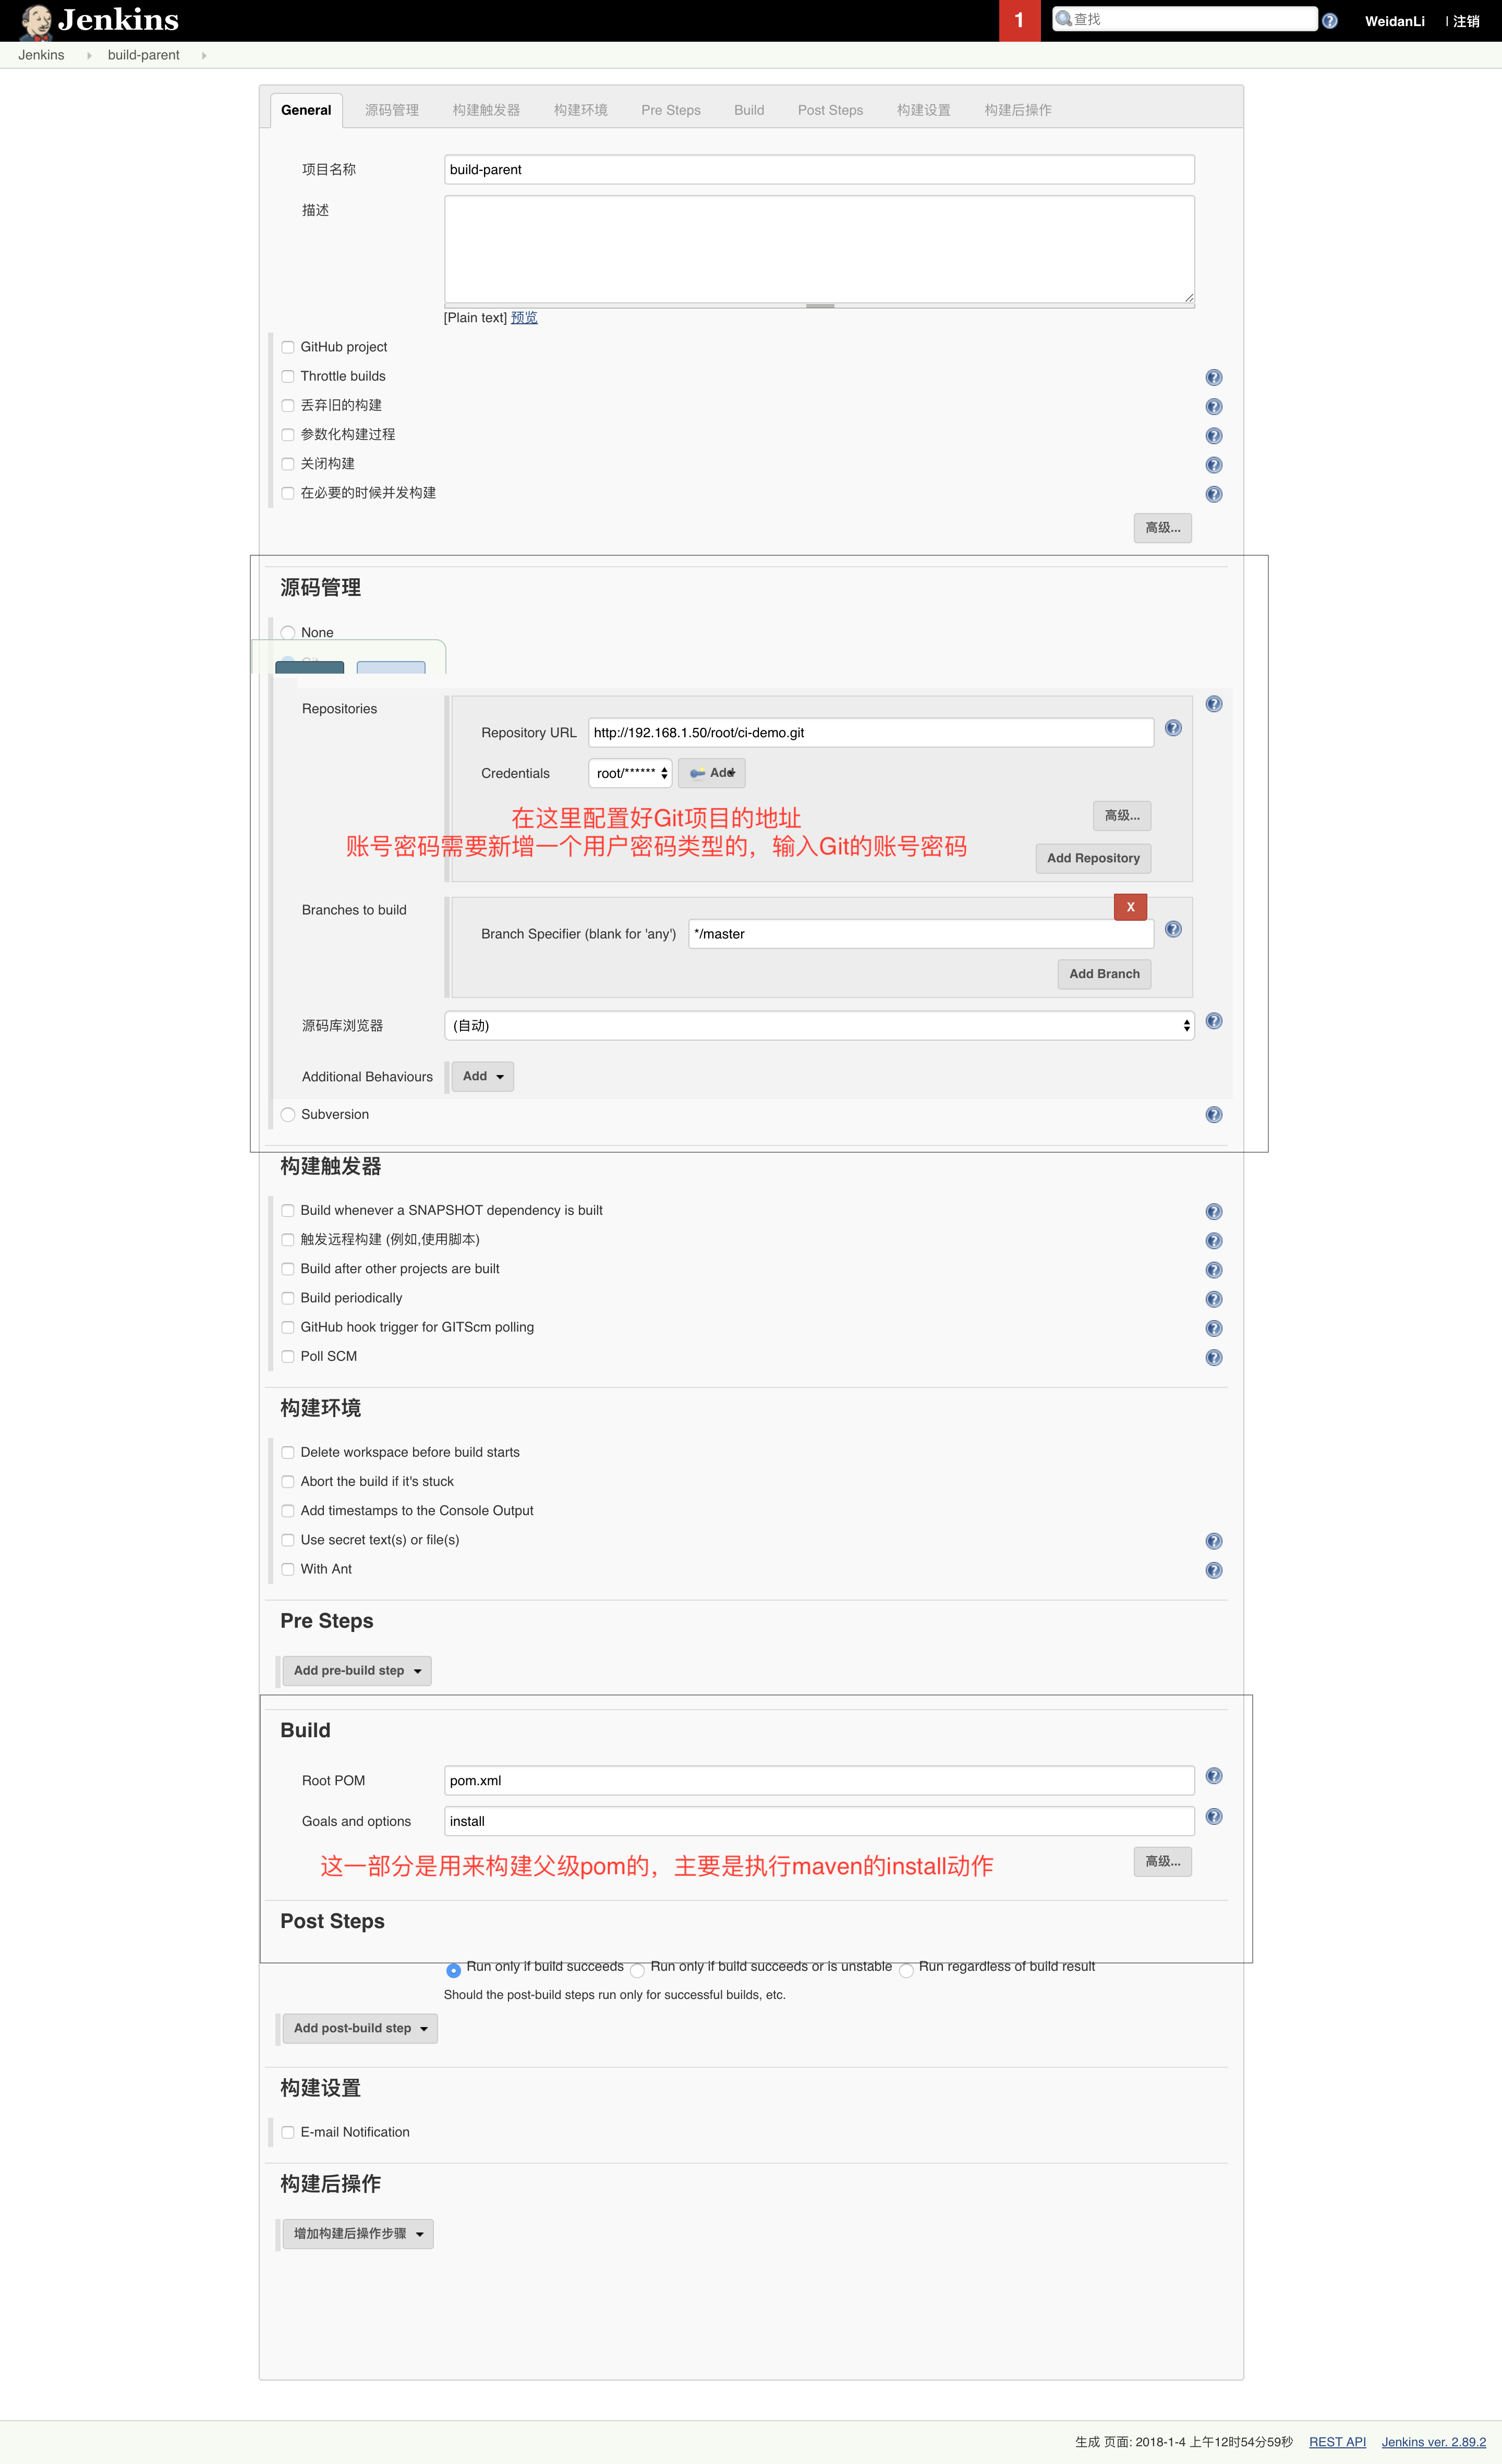 Jenkins
1
查找
WeidanLi
| 注销
Jenkins
build-parent
General
源码管理
构建触发器
构建环境
Pre Steps
Build
Post Steps
构建设置
构建后操作
项目名称
build-parent
描述
[Plain text] 预览
GitHub project
Throttle builds
丢弃旧的构建
参数化构建过程
关闭构建
在必要的时候并发构建
高级...
源码管理
None
Git
Repositories
Repository URL
http://192.168.1.50/root/ci-demo.git
Credentials
root/******
Add
在这里配置好Git项目的地址
高级...
账号密码需要新增一个用户密码类型的，输入Git的账号密码
Add Repository
Branches to build
X
Branch Specifier (blank for 'any')
*/master
Add Branch
源码库浏览器
(自动)
Additional Behaviours
Add
Subversion
构建触发器
Build whenever a SNAPSHOT dependency is built
触发远程构建 (例如,使用脚本)
Build after other projects are built
Build periodically
GitHub hook trigger for GITScm polling
Poll SCM
构建环境
Delete workspace before build starts
Abort the build if it's stuck
Add timestamps to the Console Output
Use secret text(s) or file(s)
With Ant
Pre Steps
Add pre-build step
Build
Root POM
pom.xml
Goals and options
install
这一部分是用来构建父级pom的，主要是执行maven的install动作
高级...
Post Steps
Run only if build succeeds
Run only if build succeeds or is unstable
Run regardless of build result
Should the post-build steps run only for successful builds, etc.
Add post-build step
构建设置
E-mail Notification
构建后操作
增加构建后操作步骤
生成 页面: 2018-1-4 上午12时54分59秒
REST API
Jenkins ver. 2.89.2